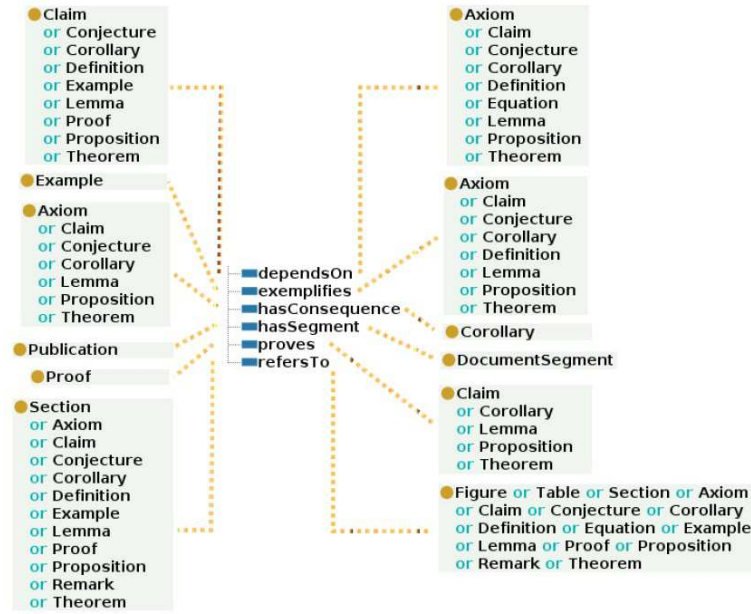 Claim
or Conjecture
or Corollary
or Definition
or Example
or Lemma
or Proof
or Proposition
or Theorem
Example
Axiom
or Claim
or Conjecture
or Corollary
or Lemma
or Proposition
or Theorem
Publication
Proof
Section
or Axiom
or Claim
or Conjecture
or Corollary
or Definition
or Example
or Lemma
or Proof
or Proposition
or Remark
or Theorem
dependsOn
exemplifies
hasConsequence
hasSegment
proves
refersTo
Axiom
or Claim
or Conjecture
or Corollary
or Definition
or Equation
or Lemma
or Proposition
or Theorem
Axiom
or Claim
or Conjecture
or Corollary
or Definition
or Lemma
or Proposition
or Theorem
Corollary
DocumentSegment
Claim
or Corollary
or Lemma
or Proposition
or Theorem
Figure or Table or Section or Axiom
or Claim or Conjecture or Corollary
or Definition or Equation or Example
or Lemma or Proof or Proposition
or Remark or Theorem